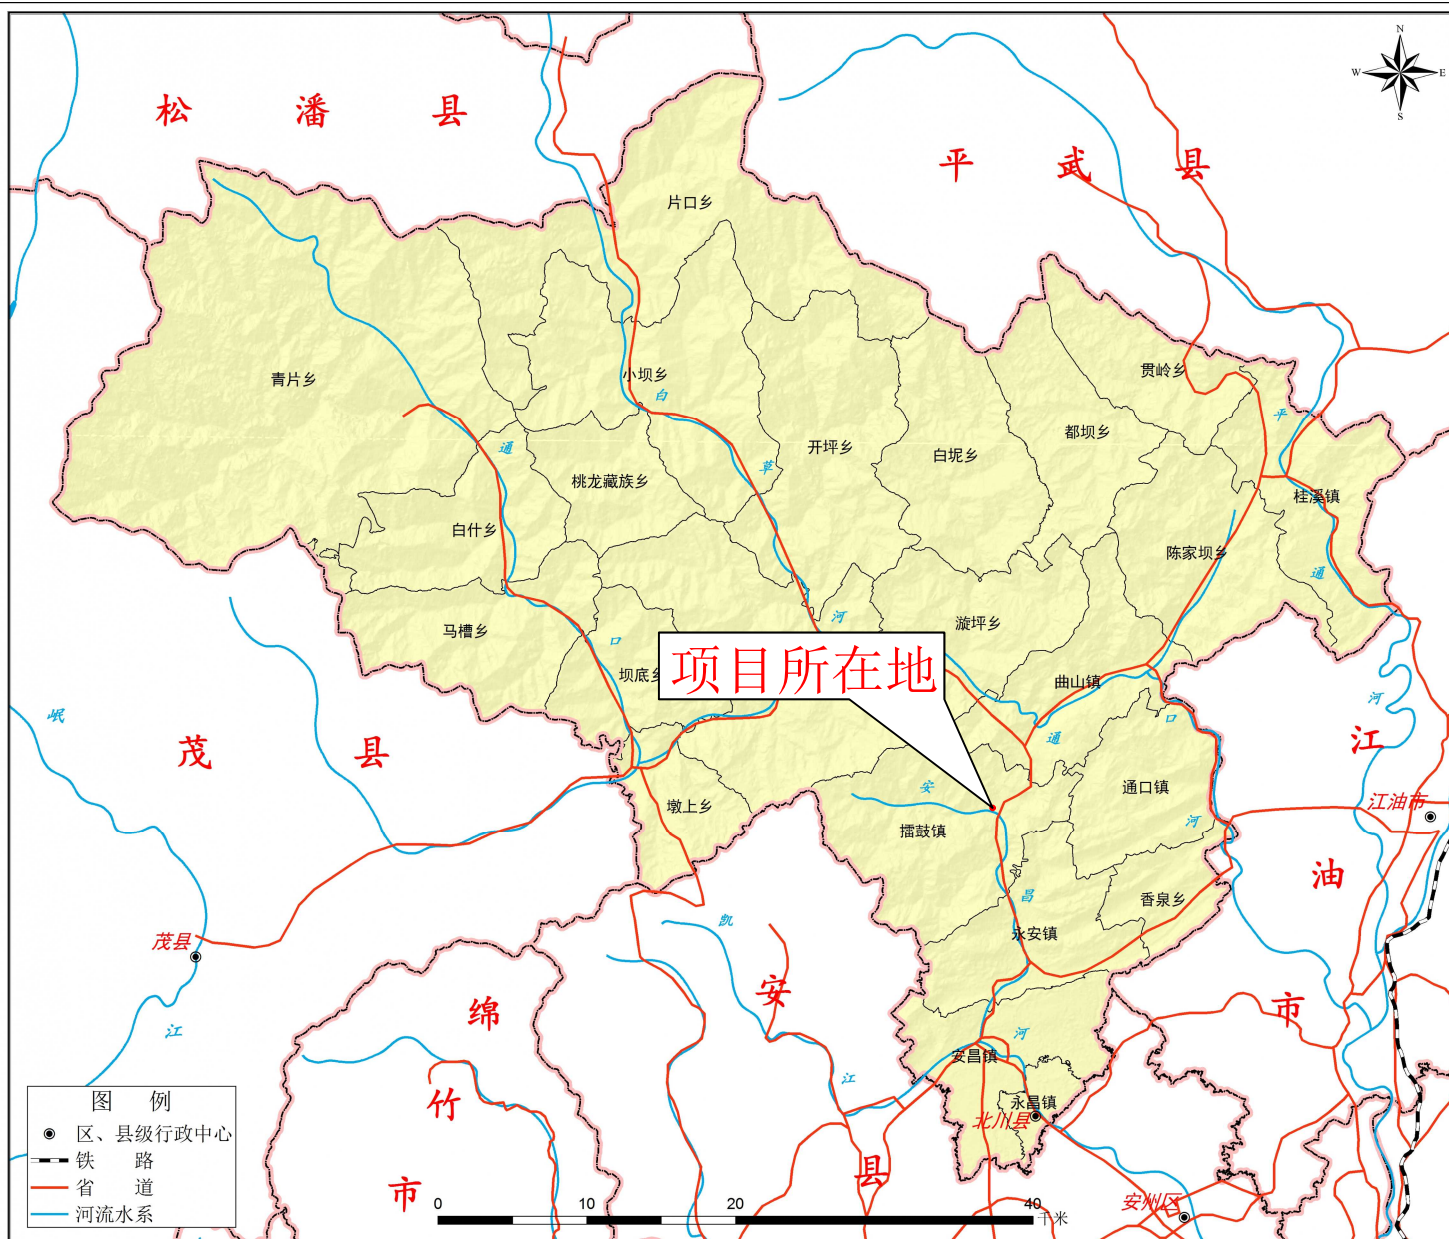 N
W
E
S
松潘县
平武县
片口乡
青片乡
小坝乡
白
贯岭乡
平
通
桃龙藏族乡
草
开坪乡
白坭乡
都坝乡
桂溪镇
白什乡
陈家坝乡
通
马槽乡
口
河
漩坪乡
坝底乡
项目所在地
曲山镇
岷
茂县
口
河
通
江
安
通口镇
江油市
墩上乡
擂鼓镇
河
油
昌
香泉乡
凯
永安镇
茂县
安
绵
市
江
河
安昌镇
江
竹
永昌镇
北川县
市
县
安州区
图 例
区、县级行政中心
铁 路
省 道
河流水系
0
10
20
40
千米